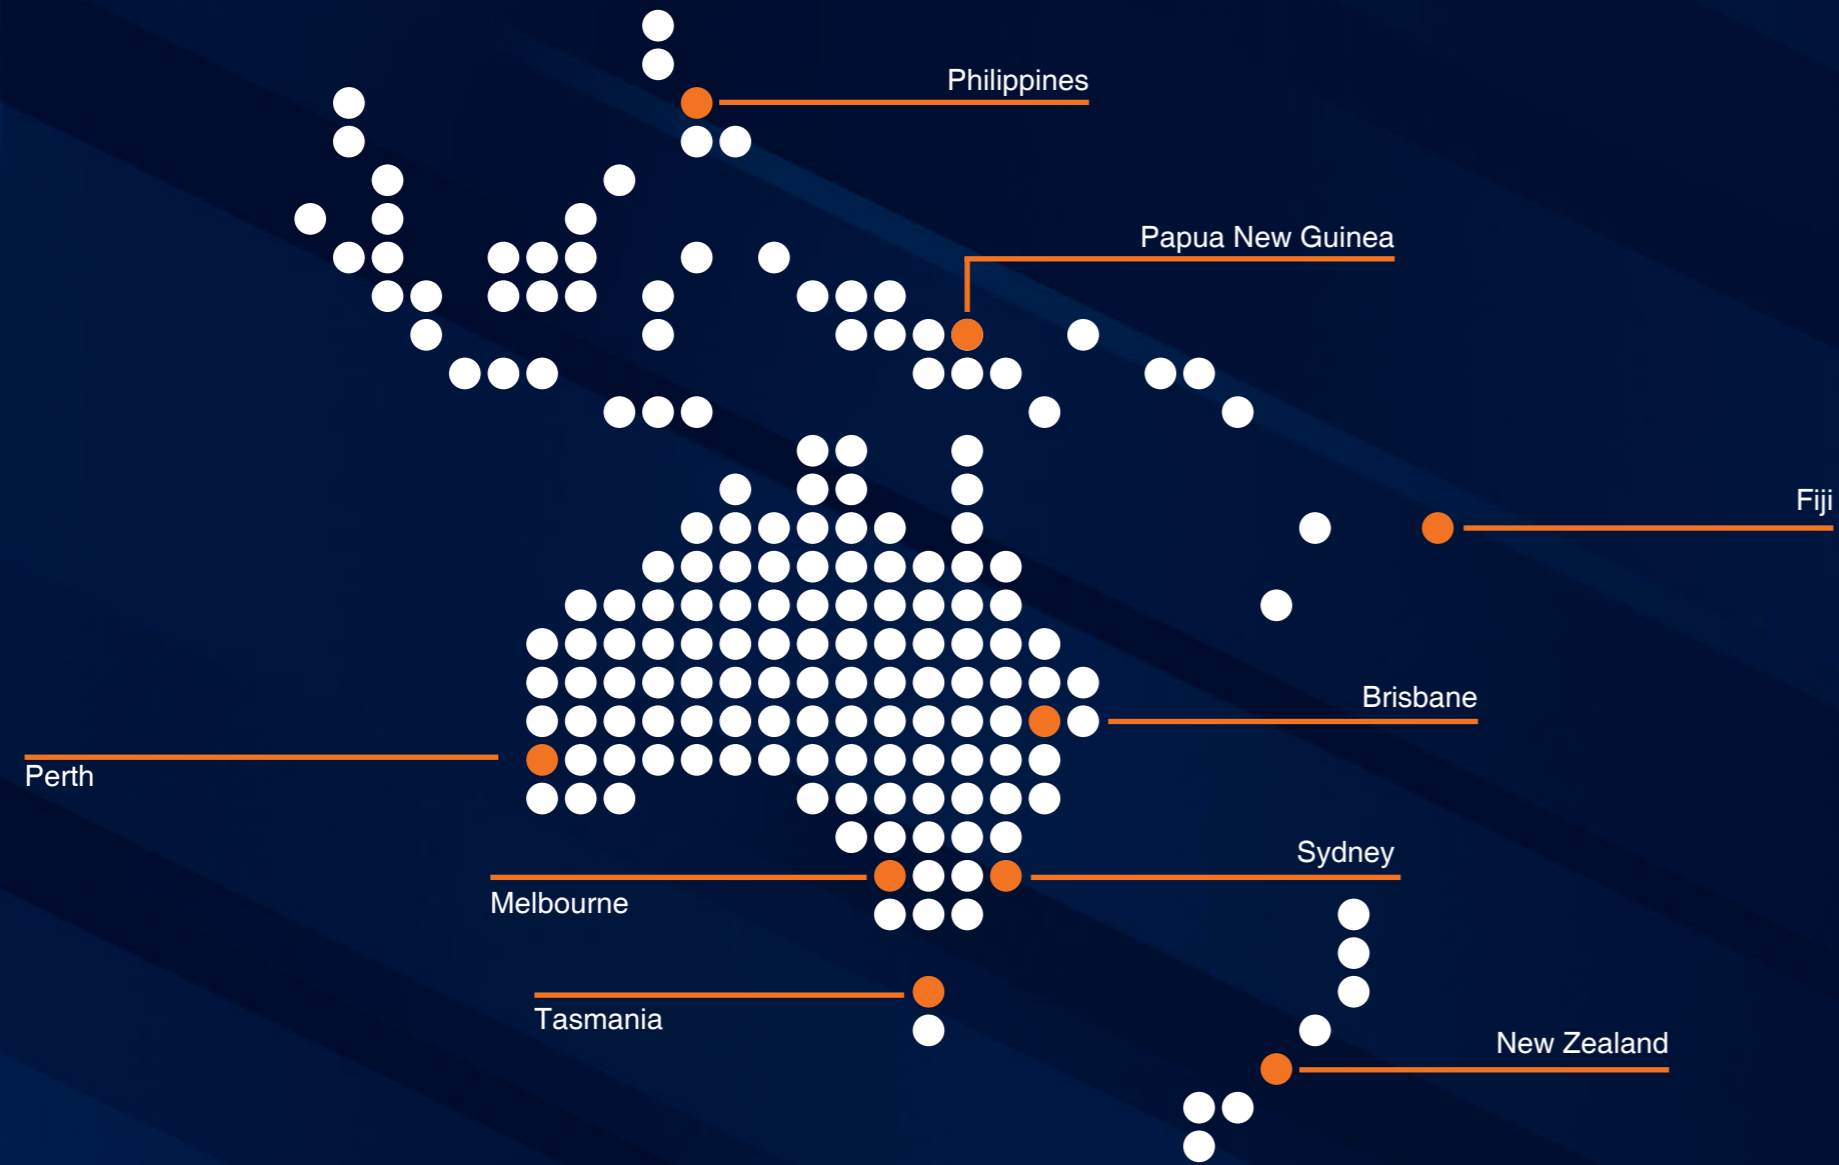 Philippines
Papua New Guinea
Fiji
Brisbane
Perth
Sydney
Melbourne
Tasmania
New Zealand